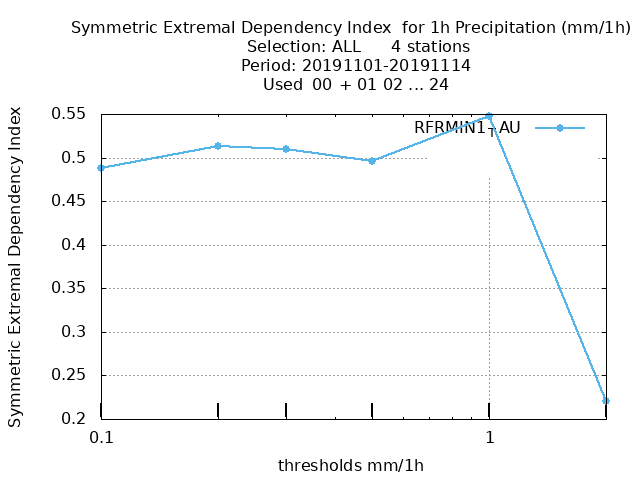 Symmetric Extremal Dependency Index  for 1h Precipitation (mm/1h)
Selection: ALL      4 stations
Period: 20191101-20191114
Used  00  + 01 02 ... 24
RFRMIN1-AU
0.55
0.5
0.45
0.4
0.35
0.3
0.25
0.2
Symmetric Extremal Dependency Index
0.1
1
thresholds mm/1h